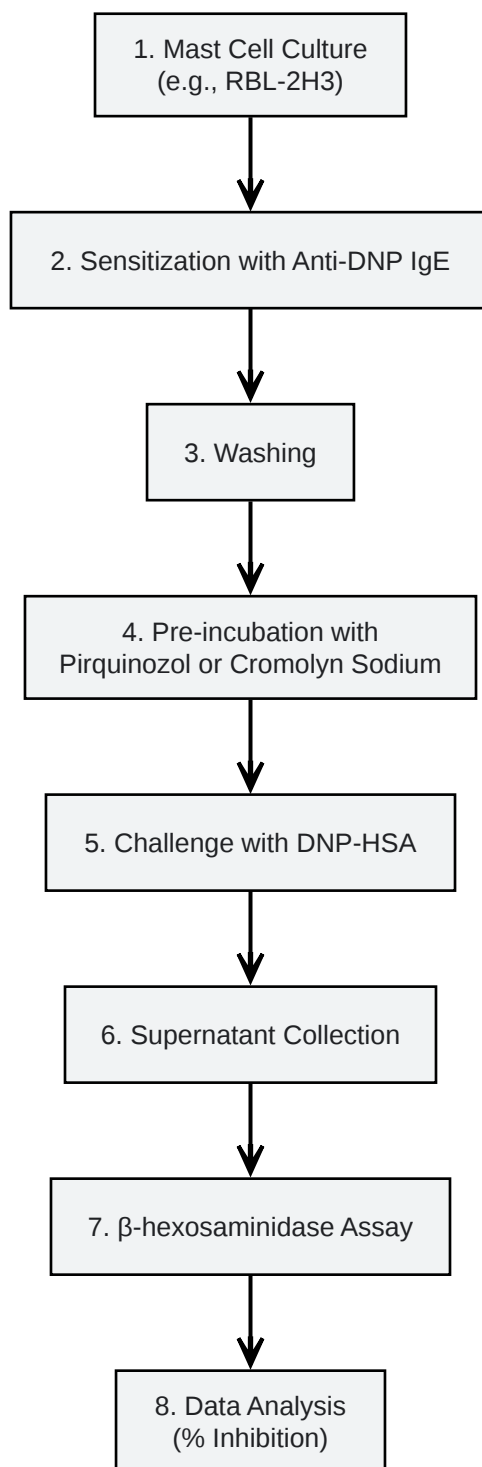 1. Mast Cell Culture
(e.g., RBL-2H3)
2. Sensitization with Anti-DNP IgE
3. Washing
4. Pre-incubation with
Pirquinozol or Cromolyn Sodium
5. Challenge with DNP-HSA
6. Supernatant Collection
7. β-hexosaminidase Assay
8. Data Analysis
(% Inhibition)